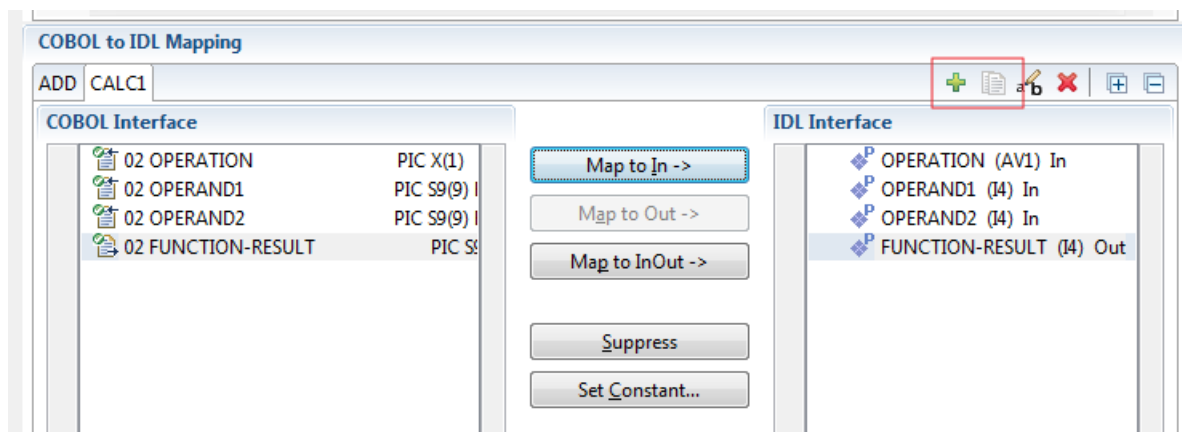 COBOL to IDL Mapping
ADD CALC1
COBOL Interface
IDL Interface
02 OPERATION PIC X(1)
02 OPERAND1 PIC S9(9)
02 OPERAND2 PIC S9(9)
02 FUNCTION-RESULT PIC
Map to In ->
Map to Out ->
Map to InOut ->
Suppress
Set Constant...
OPERATION (AV1) In
OPERAND1 (I4) In
OPERAND2 (I4) In
FUNCTION-RESULT (I4) Out